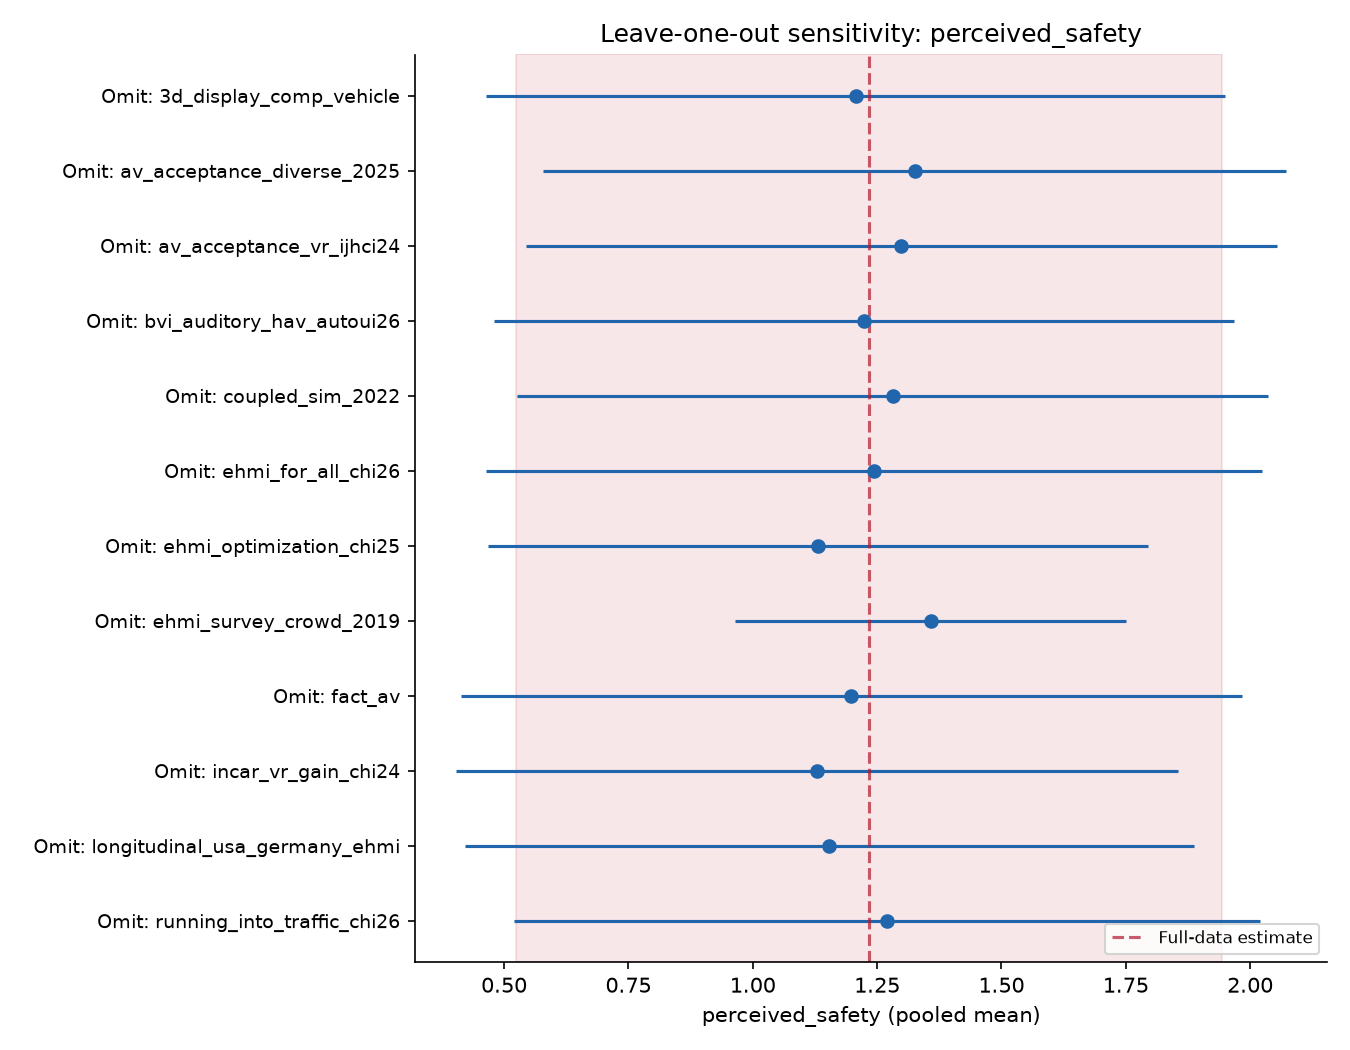 Leave-one-out sensitivity: perceived_safety
Omit: 3d_display_comp_vehicle
Omit: av_acceptance_diverse_2025
Omit: av_acceptance_vr_ijhci24
Omit: bvi_auditory_hav_autoui26
Omit: coupled_sim_2022
Omit: ehmi_for_all_chi26
Omit: ehmi_optimization_chi25
Omit: ehmi_survey_crowd_2019
Omit: fact_av
Omit: incar_vr_gain_chi24
Omit: longitudinal_usa_germany_ehmi
Omit: running_into_traffic_chi26
Full-data estimate
0.50 0.75 1.00 1.25 1.50 1.75 2.00
perceived_safety (pooled mean)